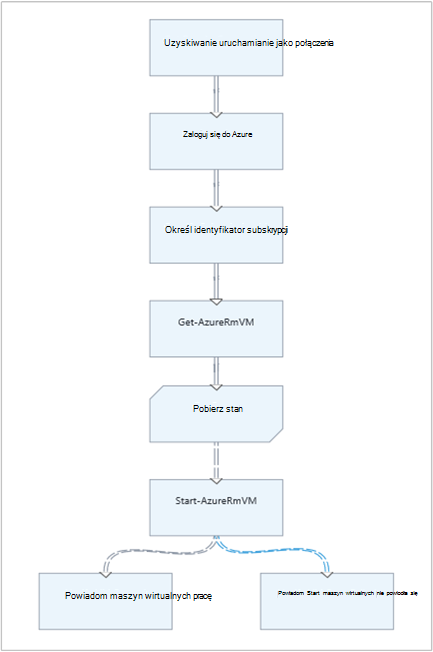 Uzyskiwanie uruchamianie jako połączenia
Zaloguj się do Azure
Określ identyfikator subskrypcji
Get-AzureRmVM
Pobierz stan
Start-AzureRmVM
Powiadom maszyn wirtualnych pracę
Powiadom Start maszyn wirtualnych nie powiodła się